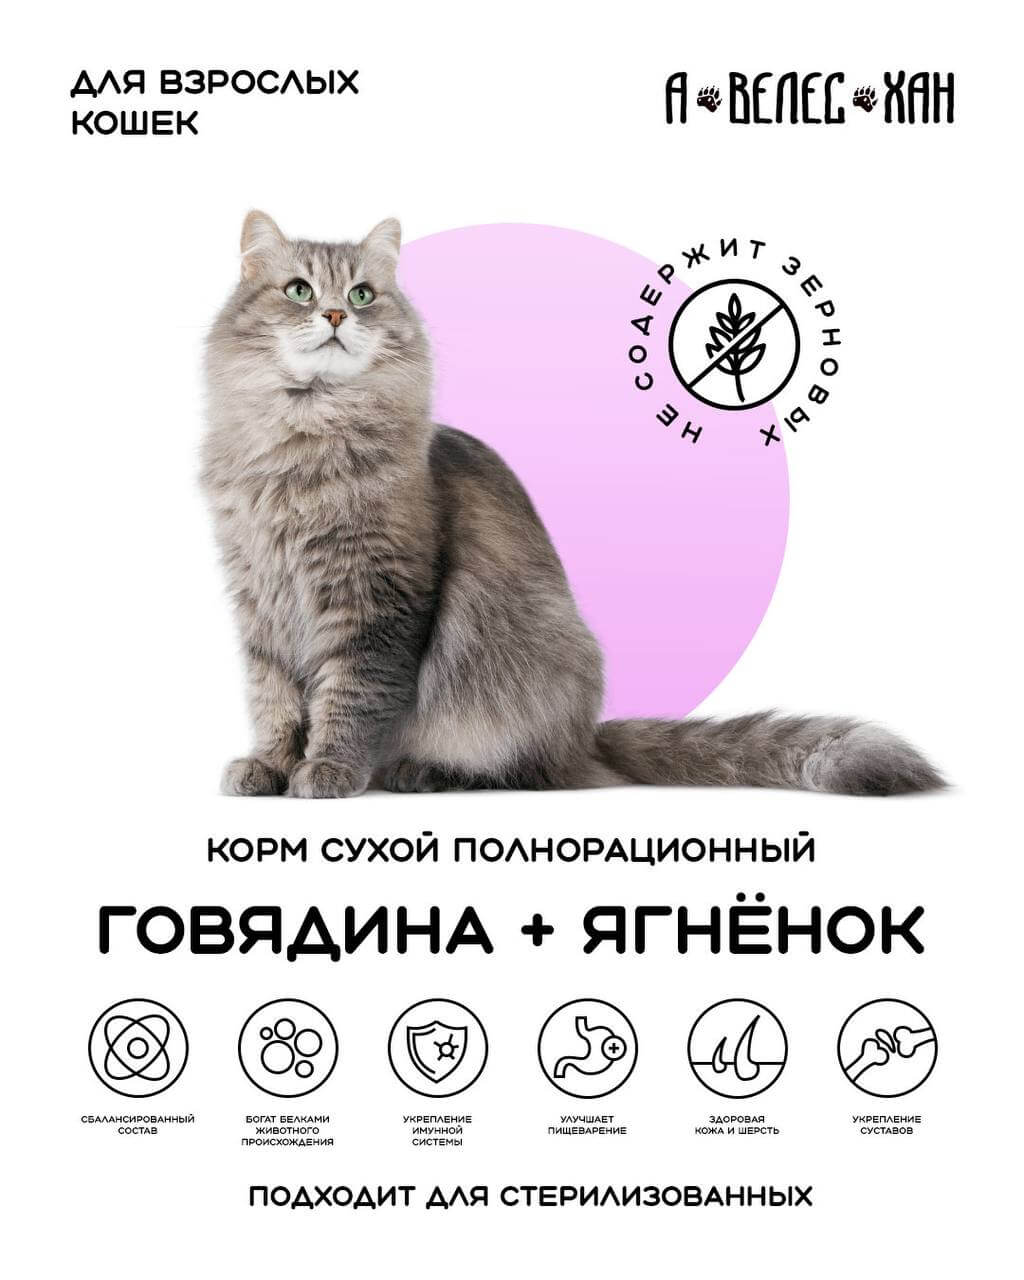 ДЛЯ ВЗРОСЛЫХ
КОШЕК
А ВЕЛЕС ХАН
НЕ СОДЕРЖИТ ЗЕРНОВЫХ
КОРМ СУХОЙ ПОЛНОРАЦИОННЫЙ
ГОВЯДИНА + ЯГНЁНОК
СБАЛАНСИРОВАННЫЙ
СОСТАВ
БОГАТ БЕЛКАМИ
ЖИВОТНОГО
ПРОИСХОЖДЕНИЯ
УКРЕПЛЕНИЕ
ИМУННОЙ
СИСТЕМЫ
УЛУЧШАЕТ
ПИЩЕВАРЕНИЕ
ЗДОРОВАЯ
КОЖА И ШЕРСТЬ
УКРЕПЛЕНИЕ
СУСТАВОВ
ПОДХОДИТ ДЛЯ СТЕРИЛИЗОВАННЫХ